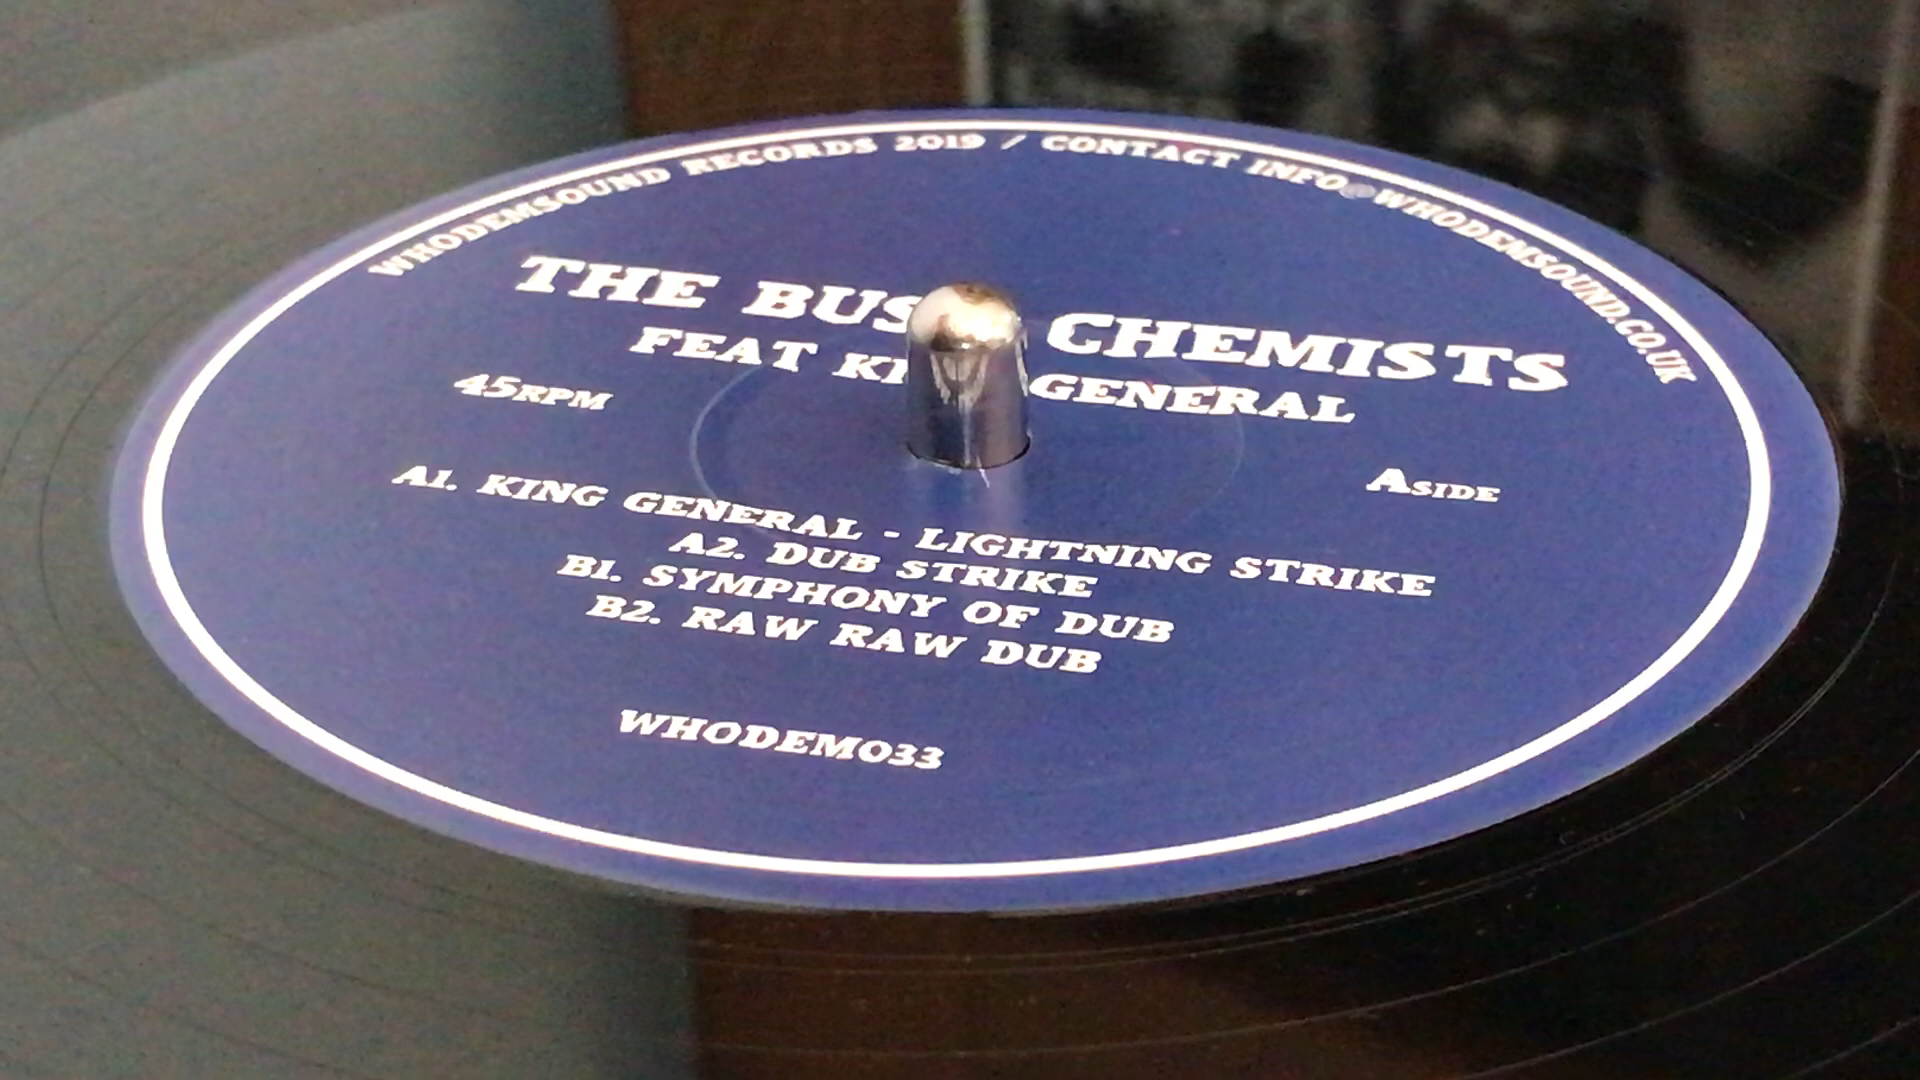 WHODEMSOUND RECORDS 2019 / CONTACT INFO@WHODEMSOUND.CO.UK
THE CHEMISTS
FEAT GENERAL
45RPM
ASIDE
A1. KING GENERAL - LIGHTNING STRIKE
A2. DUB STRIKE
B1. SYMPHONY OF DUB
B2. RAW RAW DUB
WHODEM033